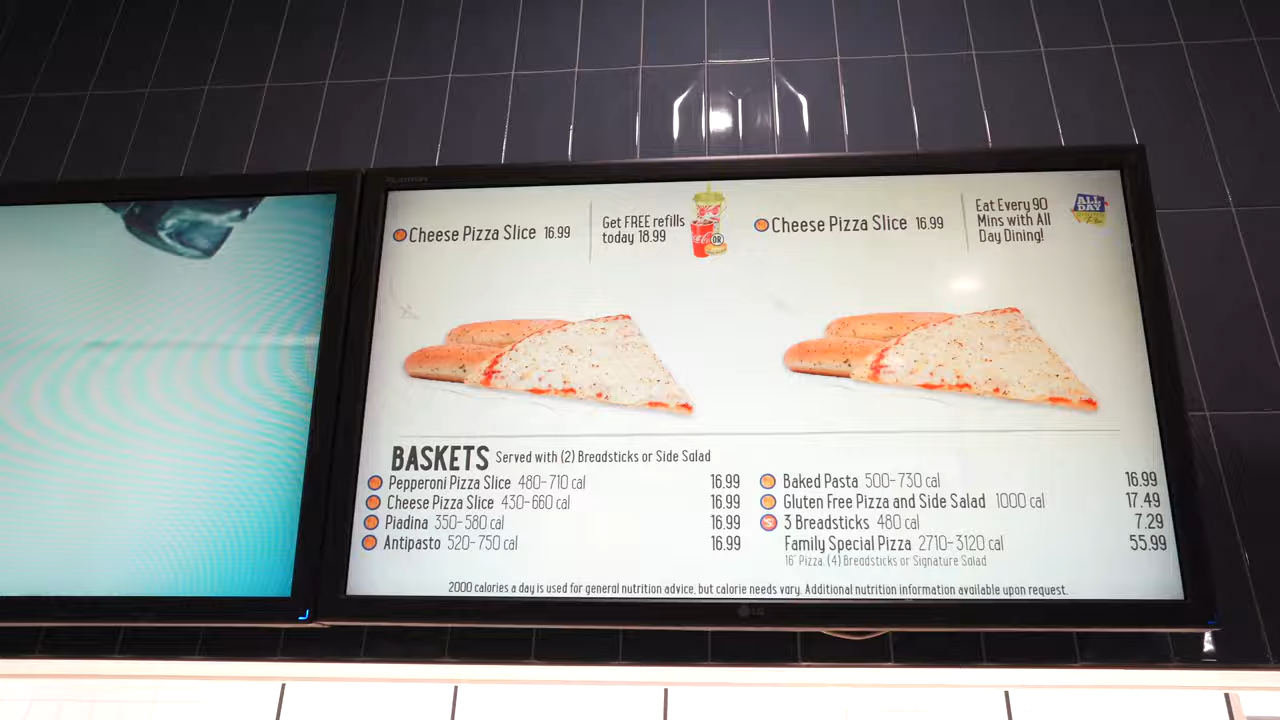 Cheese Pizza Slice 16.99
Get FREE refills
today 18.99
Coca-Cola
OR
Cheese Pizza Slice 16.99
Eat Every 90
Mins with All
Day Dining!
ALL
DAY
BASKETS Served with (2) Breadsticks or Side Salad
Pepperoni Pizza Slice 480-710 cal 16.99
Cheese Pizza Slice 430-660 cal 16.99
Piadina 350-580 cal 16.99
Antipasto 520-750 cal 16.99
Baked Pasta 500-730 cal 16.99
Gluten Free Pizza and Side Salad 1000 cal 17.49
S 3 Breadsticks 480 cal 7.29
Family Special Pizza 2710-3120 cal 55.99
16" Pizza, (4) Breadsticks or Signature Salad
2000 calories a day is used for general nutrition advice, but calorie needs vary. Additional nutrition information available upon request.
LG